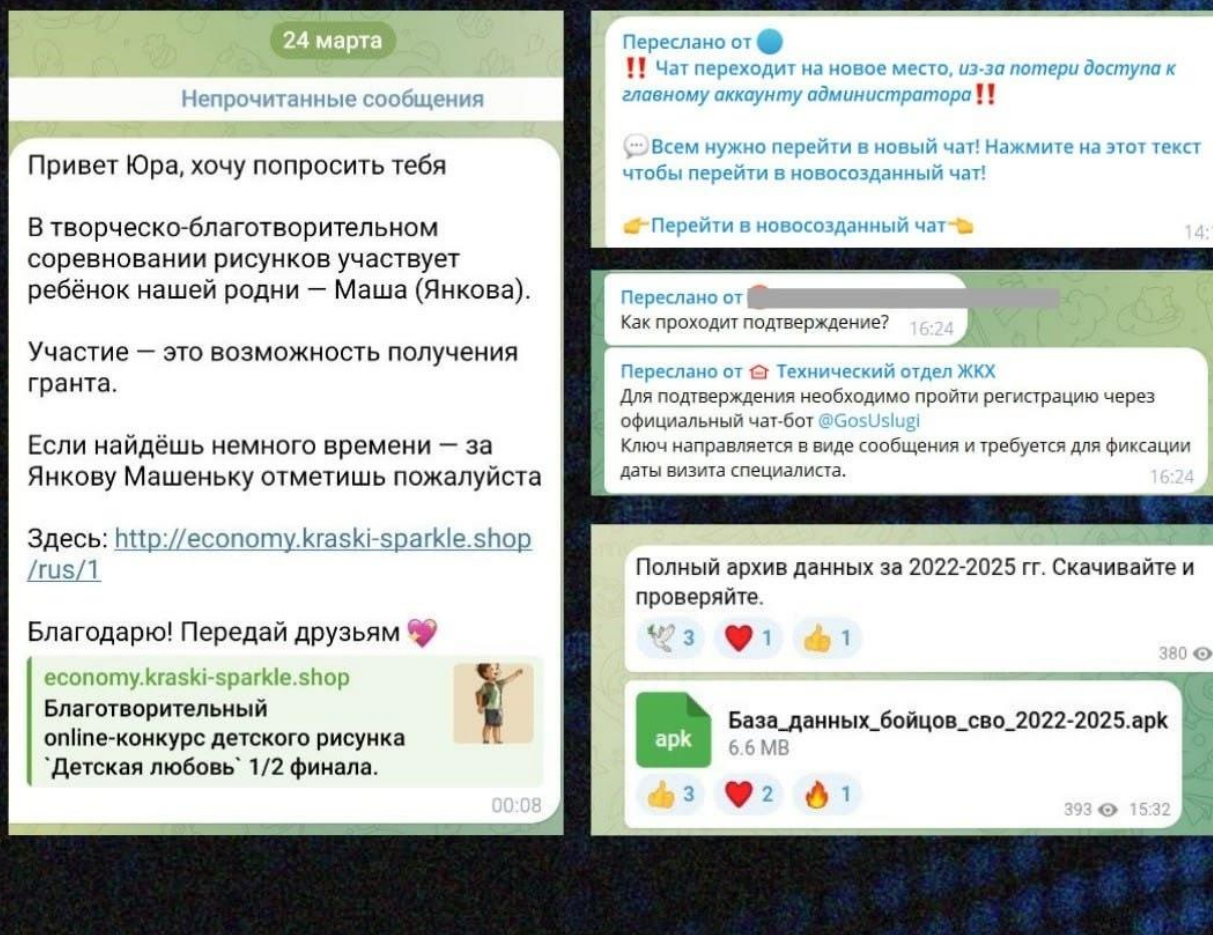 24 марта
Непрочитанные сообщения
Привет Юра, хочу попросить тебя
В творческо-благотворительном
соревновании рисунков участвует
ребёнок нашей родни — Маша (Янкова).
Участие — это возможность получения
гранта.
Если найдёшь немного времени — за
Янкову Машеньку отметишь пожалуйста
Здесь: http://economy.kraski-sparkle.shop
/rus/1
Благодарю! Передай друзьям 💖
economy.kraski-sparkle.shop
Благотворительный
online-конкурс детского рисунка
`Детская любовь` 1/2 финала.
00:08
Переслано от
‼️ Чат переходит на новое место, из-за потери доступа к
главному аккаунту администратора‼️
💬Всем нужно перейти в новый чат! Нажмите на этот текст
чтобы перейти в новосозданный чат!
👉Перейти в новосозданный чат👈
14:
Переслано от
Как проходит подтверждение? 16:24
Переслано от Технический отдел ЖКХ
Для подтверждения необходимо пройти регистрацию через
официальный чат-бот @GosUslugi
Ключ направляется в виде сообщения и требуется для фиксации
даты визита специалиста.
16:24
Полный архив данных за 2022-2025 гг. Скачивайте и
проверяйте.
🕊 3 ❤️ 1 👍 1
380
apk
База_данных_бойцов_сво_2022-2025.apk
6.6 MB
👍 3 ❤️ 2 🔥 1
393 15:32